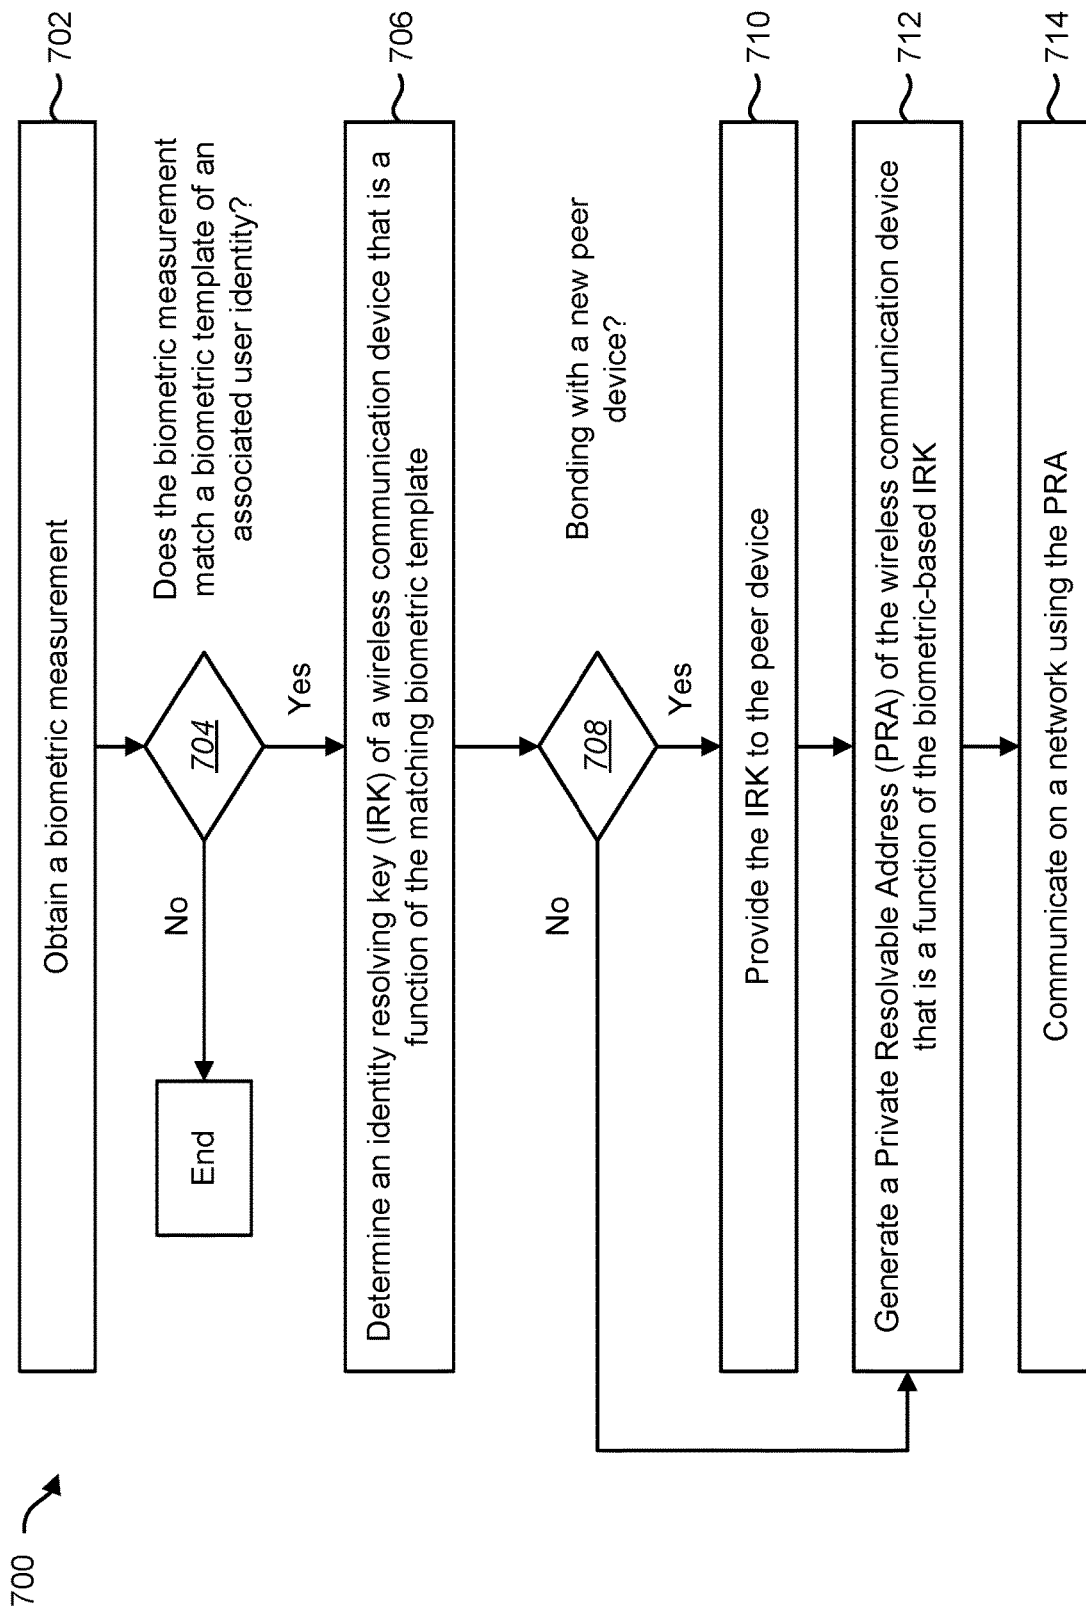 700
Obtain a biometric measurement
702
Does the biometric measurement
match a biometric template of an
associated user identity?
704
No
Yes
End
Determine an identity resolving key (IRK) of a wireless communication device that is a
function of the matching biometric template
706
Bonding with a new peer
device?
708
No
Yes
Provide the IRK to the peer device
710
Generate a Private Resolvable Address (PRA) of the wireless communication device
that is a function of the biometric-based IRK
712
Communicate on a network using the PRA
714